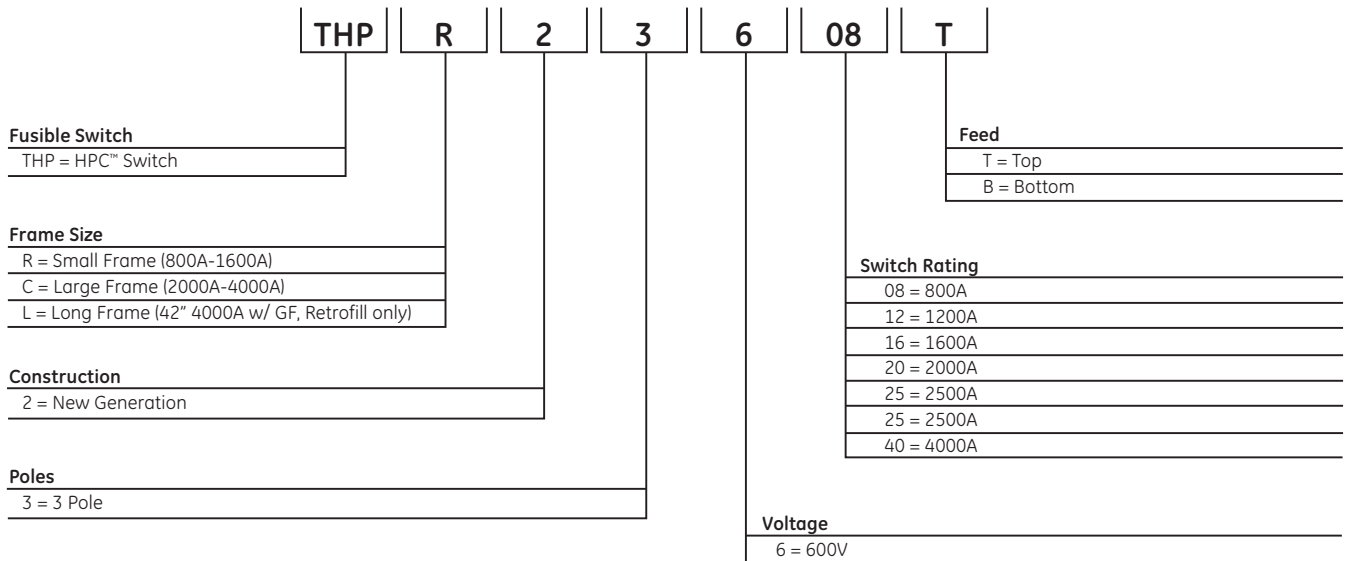 THP R 2 3 6 08 T
Fusible Switch
THP = HPC™ Switch
Frame Size
R = Small Frame (800A-1600A)
C = Large Frame (2000A-4000A)
L = Long Frame (42” 4000A w/ GF, Retrofill only)
Construction
2 = New Generation
Poles
3 = 3 Pole
Feed
T = Top
B = Bottom
Switch Rating
08 = 800A
12 = 1200A
16 = 1600A
20 = 2000A
25 = 2500A
25 = 2500A
40 = 4000A
Voltage
6 = 600V